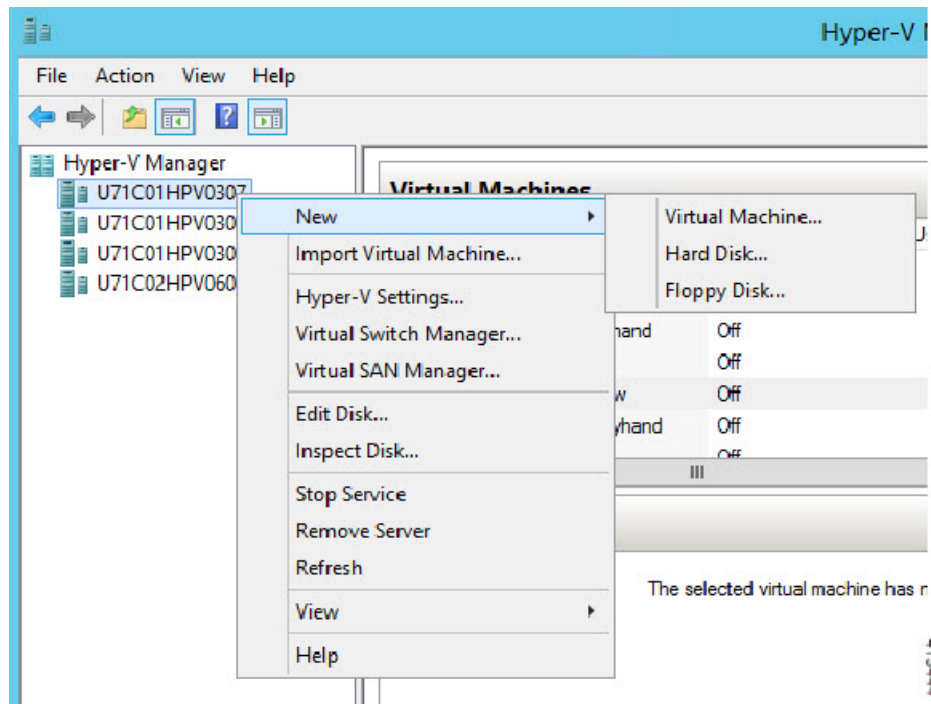 Hyper-V
File Action View Help
Hyper-V Manager
U71C01HPV0307
U71C01HPV030
U71C01HPV030
U71C02HPV060
Virtual Machines
New
Import Virtual Machine...
Hyper-V Settings...
Virtual Switch Manager...
Virtual SAN Manager...
Edit Disk...
Inspect Disk...
Stop Service
Remove Server
Refresh
View
Help
Virtual Machine...
Hard Disk...
Floppy Disk...
hand Off
Off
w Off
yhand Off
Off
The selected virtual machine has n